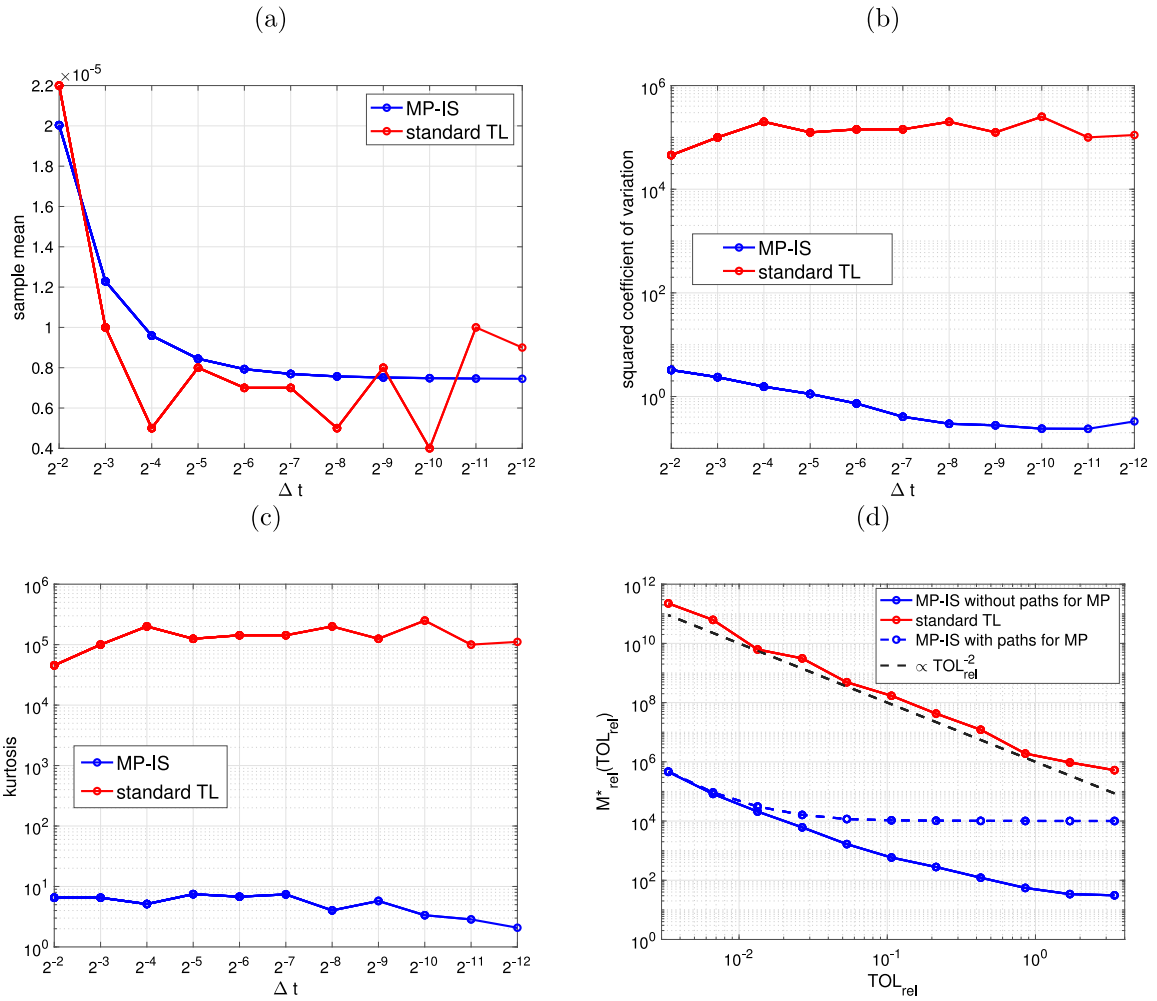 (a)
×10⁻⁵
2.2
2
1.8
1.6
1.4
1.2
1
0.8
0.6
0.4
sample mean
MP-IS
standard TL
2⁻² 2⁻³ 2⁻⁴ 2⁻⁵ 2⁻⁶ 2⁻⁷ 2⁻⁸ 2⁻⁹ 2⁻¹⁰ 2⁻¹¹ 2⁻¹²
Δ t
(b)
10⁶
10⁴
10²
10⁰
squared coefficient of variation
MP-IS
standard TL
2⁻² 2⁻³ 2⁻⁴ 2⁻⁵ 2⁻⁶ 2⁻⁷ 2⁻⁸ 2⁻⁹ 2⁻¹⁰ 2⁻¹¹ 2⁻¹²
Δ t
(c)
10⁶
10⁵
10⁴
10³
10²
10¹
10⁰
kurtosis
MP-IS
standard TL
2⁻² 2⁻³ 2⁻⁴ 2⁻⁵ 2⁻⁶ 2⁻⁷ 2⁻⁸ 2⁻⁹ 2⁻¹⁰ 2⁻¹¹ 2⁻¹²
Δ t
(d)
10¹²
10¹⁰
10⁸
10⁶
10⁴
10²
10⁰
M*rel(TOLrel)
MP-IS without paths for MP
standard TL
MP-IS with paths for MP
∝ TOLrel⁻²
10⁻² 10⁻¹ 10⁰
TOLrel